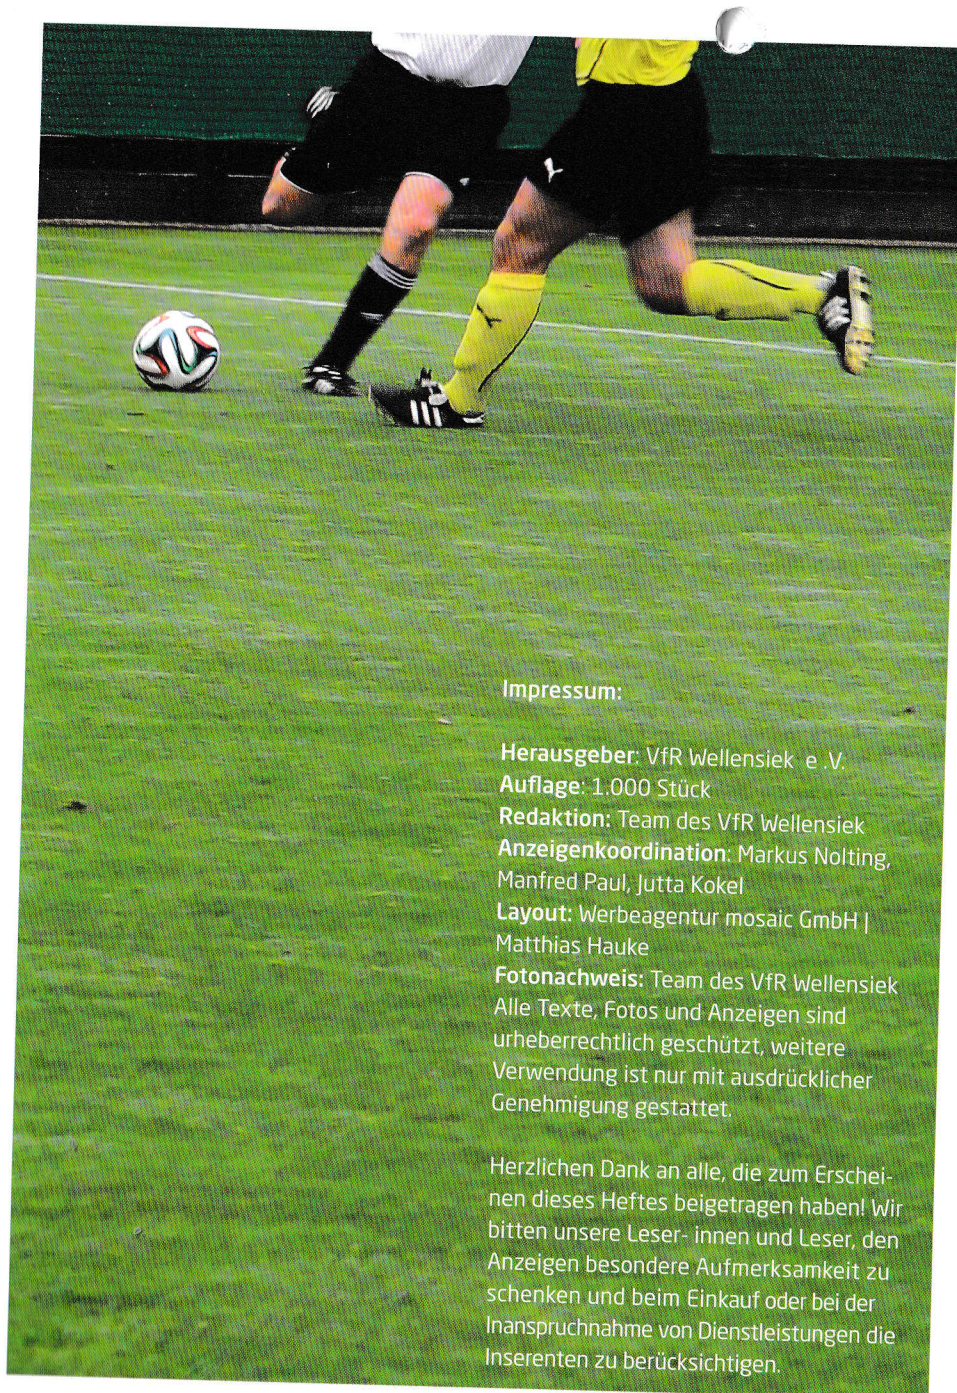 Impressum:
Herausgeber: VfR Wellensiek e .V.
Auflage: 1.000 Stück
Redaktion: Team des VfR Wellensiek
Anzeigenkoordination: Markus Nolting,
Manfred Paul, Jutta Kokel
Layout: Werbeagentur mosaic GmbH |
Matthias Hauke
Fotonachweis: Team des VfR Wellensiek
Alle Texte, Fotos und Anzeigen sind
urheberrechtlich geschützt, weitere
Verwendung ist nur mit ausdrücklicher
Genehmigung gestattet.
Herzlichen Dank an alle, die zum Erschei-
nen dieses Heftes beigetragen haben! Wir
bitten unsere Leser- innen und Leser, den
Anzeigen besondere Aufmerksamkeit zu
schenken und beim Einkauf oder bei der
Inanspruchnahme von Dienstleistungen die
Inserenten zu berücksichtigen.